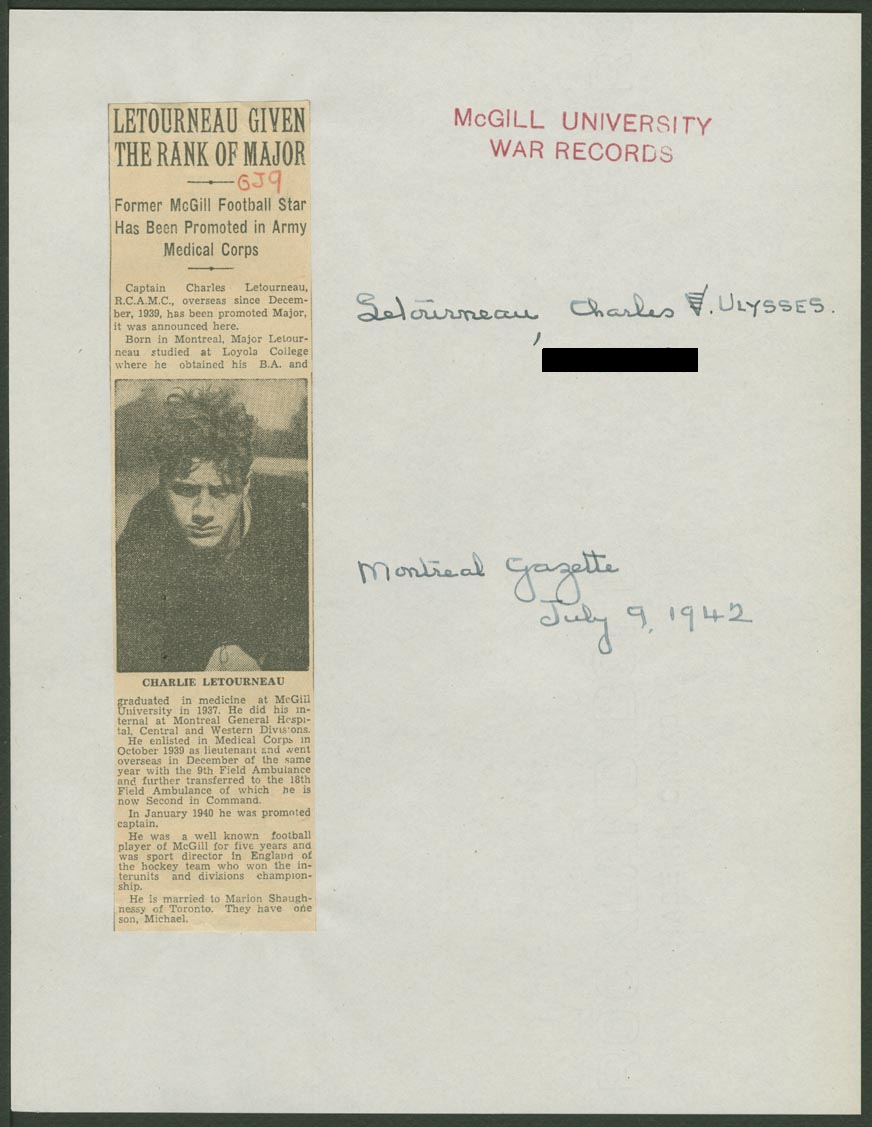 LETOURNEAU GIVEN
THE RANK OF MAJOR
GJ9
Former McGill Football Star
Has Been Promoted in Army
Medical Corps
Captain Charles Letourneau,
R.C.A.M.C., overseas since Decem-
ber, 1939, has been promoted Major,
it was announced here.
Born in Montreal, Major Letour-
neau studied at Loyola College
where he obtained his B.A. and
CHARLIE LETOURNEAU
graduated in medicine at McGill
University in 1937. He did his in-
ternal at Montreal General Hospi-
tal, Central and Western Divisions.
He enlisted in Medical Corps in
October 1939 as lieutenant and went
overseas in December of the same
year with the 9th Field Ambulance
and further transferred to the 18th
Field Ambulance of which he is
now Second in Command.
In January 1940 he was promoted
captain.
He was a well known football
player of McGill for five years and
was sport director in England of
the hockey team who won the in-
terunits and divisions champion-
ship.
He is married to Marion Shaugh-
nessy of Toronto. They have one
son, Michael.
McGILL UNIVERSITY
WAR RECORDS
Letourneau, Charles . ULYSSES.
Montreal Gazette
July 9, 1942